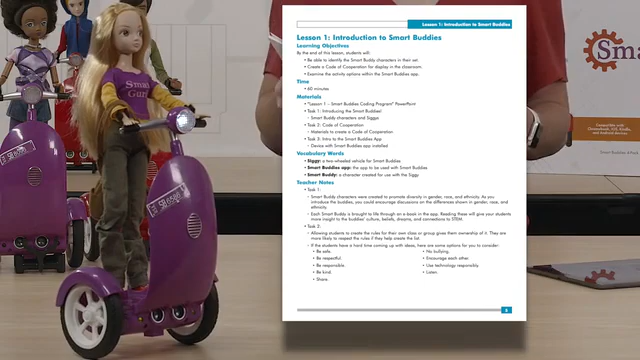 Lesson 1: Introduction to Smart Buddies
Lesson 1: Introduction to Smart Buddies
Learning Objectives
By the end of this lesson, students will:
• Be able to identify the Smart Buddy characters in their set.
• Create a Code of Cooperation for display in the classroom.
• Examine the activity options within the Smart Buddies app.
Time
• 60 minutes
Materials
• "Lesson 1 – Smart Buddies Coding Program" PowerPoint
• Task 1: Introducing the Smart Buddies!
- Smart Buddy characters and Siggys
• Task 2: Code of Cooperation
- Materials to create a Code of Cooperation
• Task 3: Intro to the Smart Buddies App
- Device with Smart Buddies app installed
Vocabulary Words
• Siggy: a two-wheeled vehicle for Smart Buddies
• Smart Buddies app: the app to be used with Smart Buddies
• Smart Buddy: a character created for use with the Siggy
Teacher Notes
• Task 1:
- Smart Buddy characters were created to promote diversity in gender, race, and ethnicity. As you
introduce the buddies, you could encourage discussions on the differences shown in gender, race, and
ethnicity.
- Each Smart Buddy is brought to life through an e-book in the app. Reading these will give your students
more insight to the buddies' culture, beliefs, dreams, and connections to STEM.
• Task 2:
- Allowing students to create the rules for their own class or group gives them ownership of it. They are
more likely to respect the rules if they help create the list.
- If the students have a hard time coming up with ideas, here are some options for you to consider:
• Be safe.
• Be respectful.
• Be responsible.
• Be kind.
• Share.
• No bullying.
• Encourage each other.
• Use technology responsibly.
• Listen.
Sma